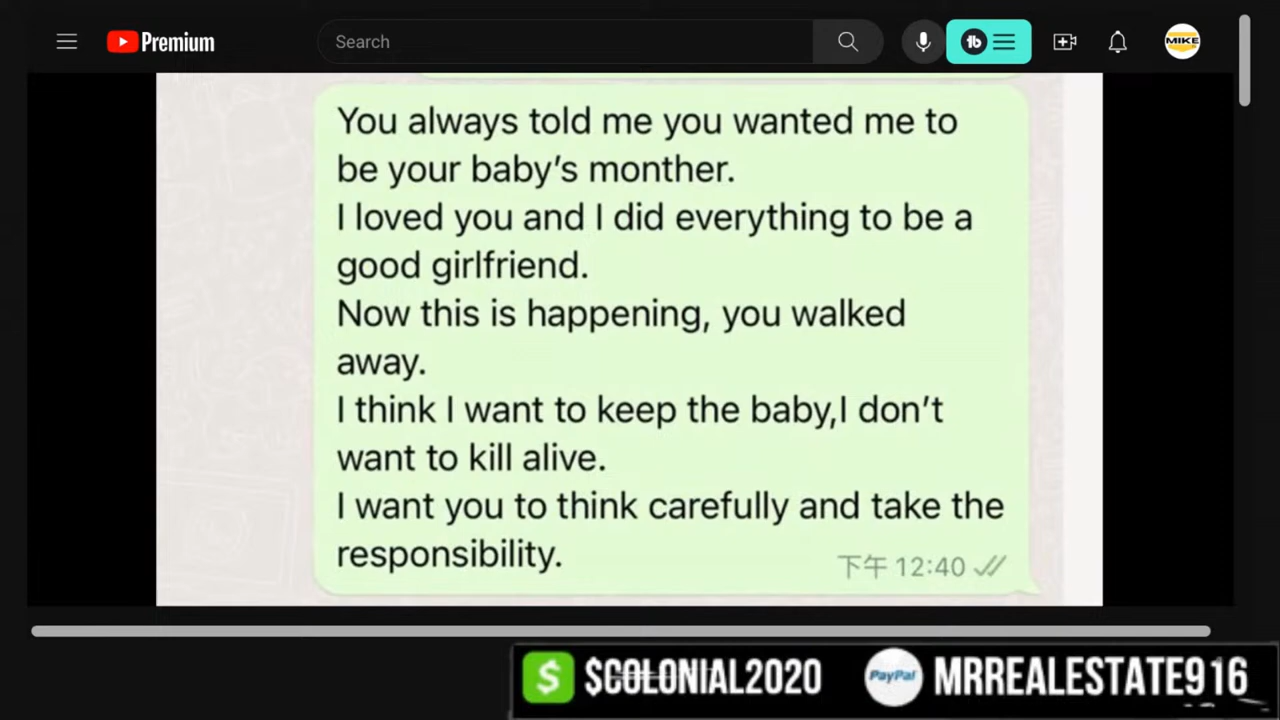 Premium
Search
MIKE
You always told me you wanted me to
be your baby's monther.
I loved you and I did everything to be a
good girlfriend.
Now this is happening, you walked
away.
I think I want to keep the baby,I don't
want to kill alive.
I want you to think carefully and take the
responsibility.
下午 12:40
$ $COLONIAL2020 PayPal MRREALESTATE916